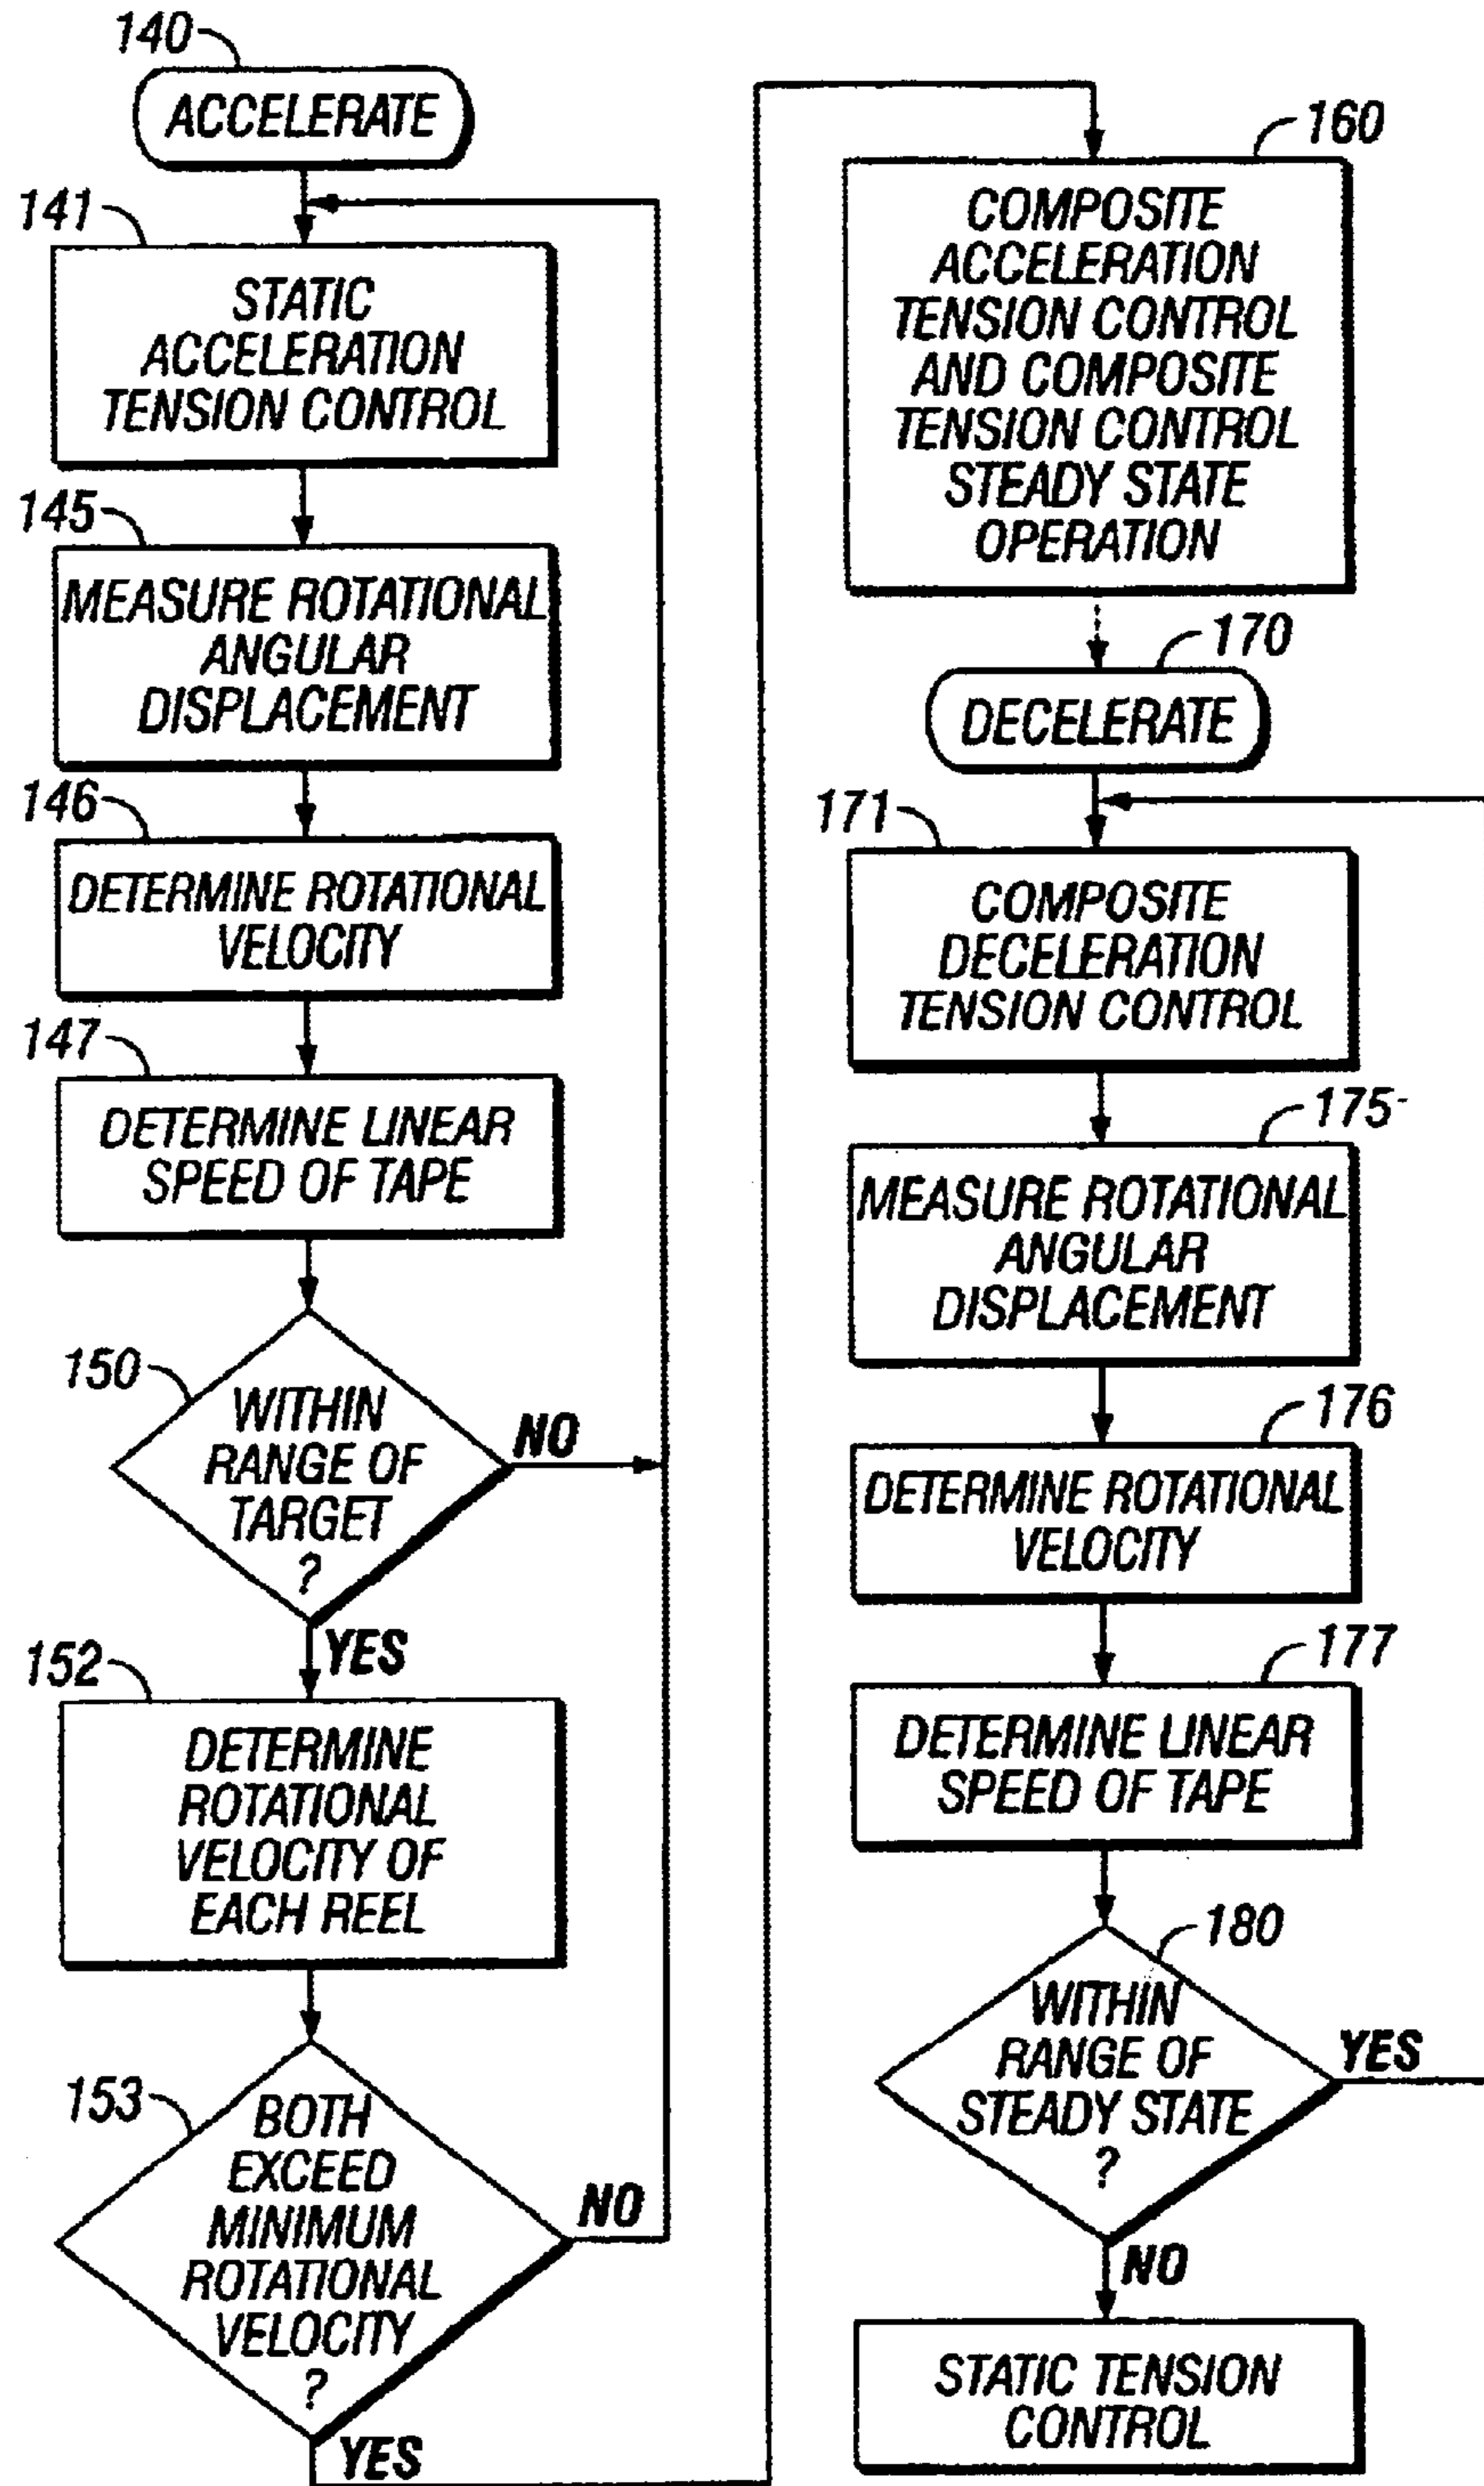 140
ACCELERATE
141
STATIC
ACCELERATION
TENSION CONTROL
145
MEASURE ROTATIONAL
ANGULAR
DISPLACEMENT
146
DETERMINE ROTATIONAL
VELOCITY
147
DETERMINE LINEAR
SPEED OF TAPE
150
WITHIN
RANGE OF
TARGET
?
NO
YES
152
DETERMINE
ROTATIONAL
VELOCITY OF
EACH REEL
153
BOTH
EXCEED
MINIMUM
ROTATIONAL
VELOCITY
?
NO
YES
160
COMPOSITE
ACCELERATION
TENSION CONTROL
AND COMPOSITE
TENSION CONTROL
STEADY STATE
OPERATION
170
DECELERATE
171
COMPOSITE
DECELERATION
TENSION CONTROL
175
MEASURE ROTATIONAL
ANGULAR
DISPLACEMENT
176
DETERMINE ROTATIONAL
VELOCITY
177
DETERMINE LINEAR
SPEED OF TAPE
180
WITHIN
RANGE OF
STEADY STATE
?
YES
NO
STATIC TENSION
CONTROL